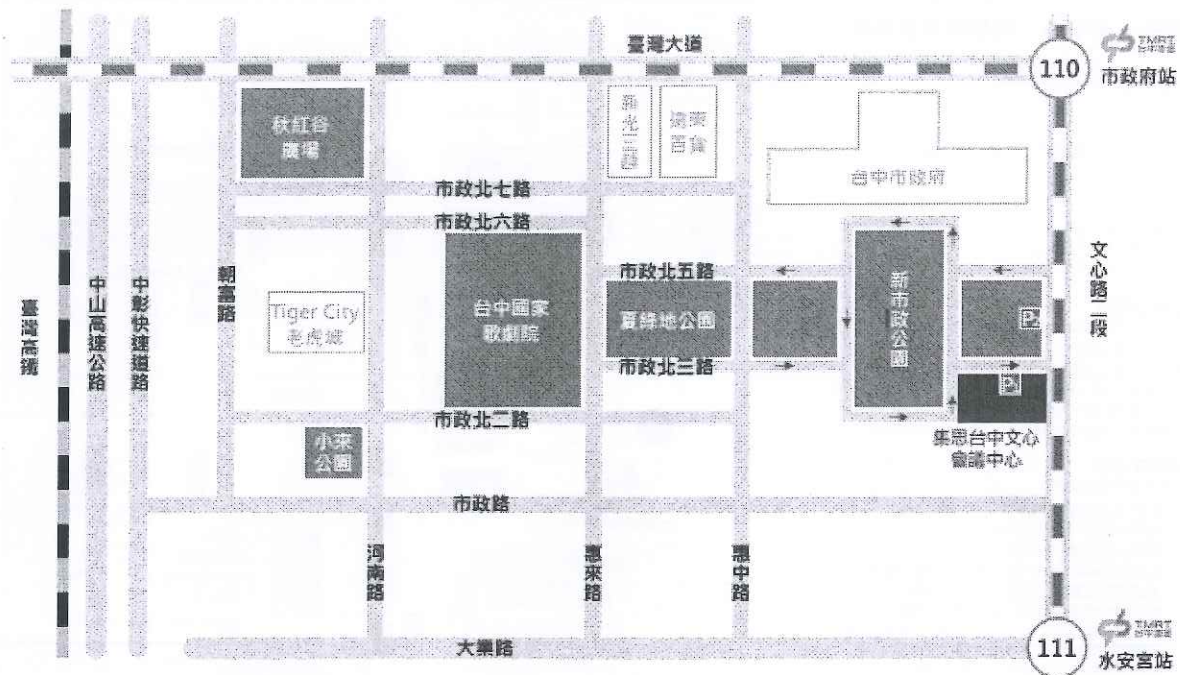 臺灣大道
110
TMRT
市政府站
秋紅谷
廣場
新光三越
遠東
百貨
台中市政府
市政北七路
市政北六路
市政北五路
文心路二段
臺灣高鐵
中山高速公路
中彰快速道路
朝富路
Tiger City
老虎城
台中國家
歌劇院
夏綠地公園
新市政公園
P2
市政北三路
P1
市政北二路
集思台中文心
會議中心
小來
公園
市政路
河南路
惠來路
惠中路
大業路
111
TMRT
水安宮站